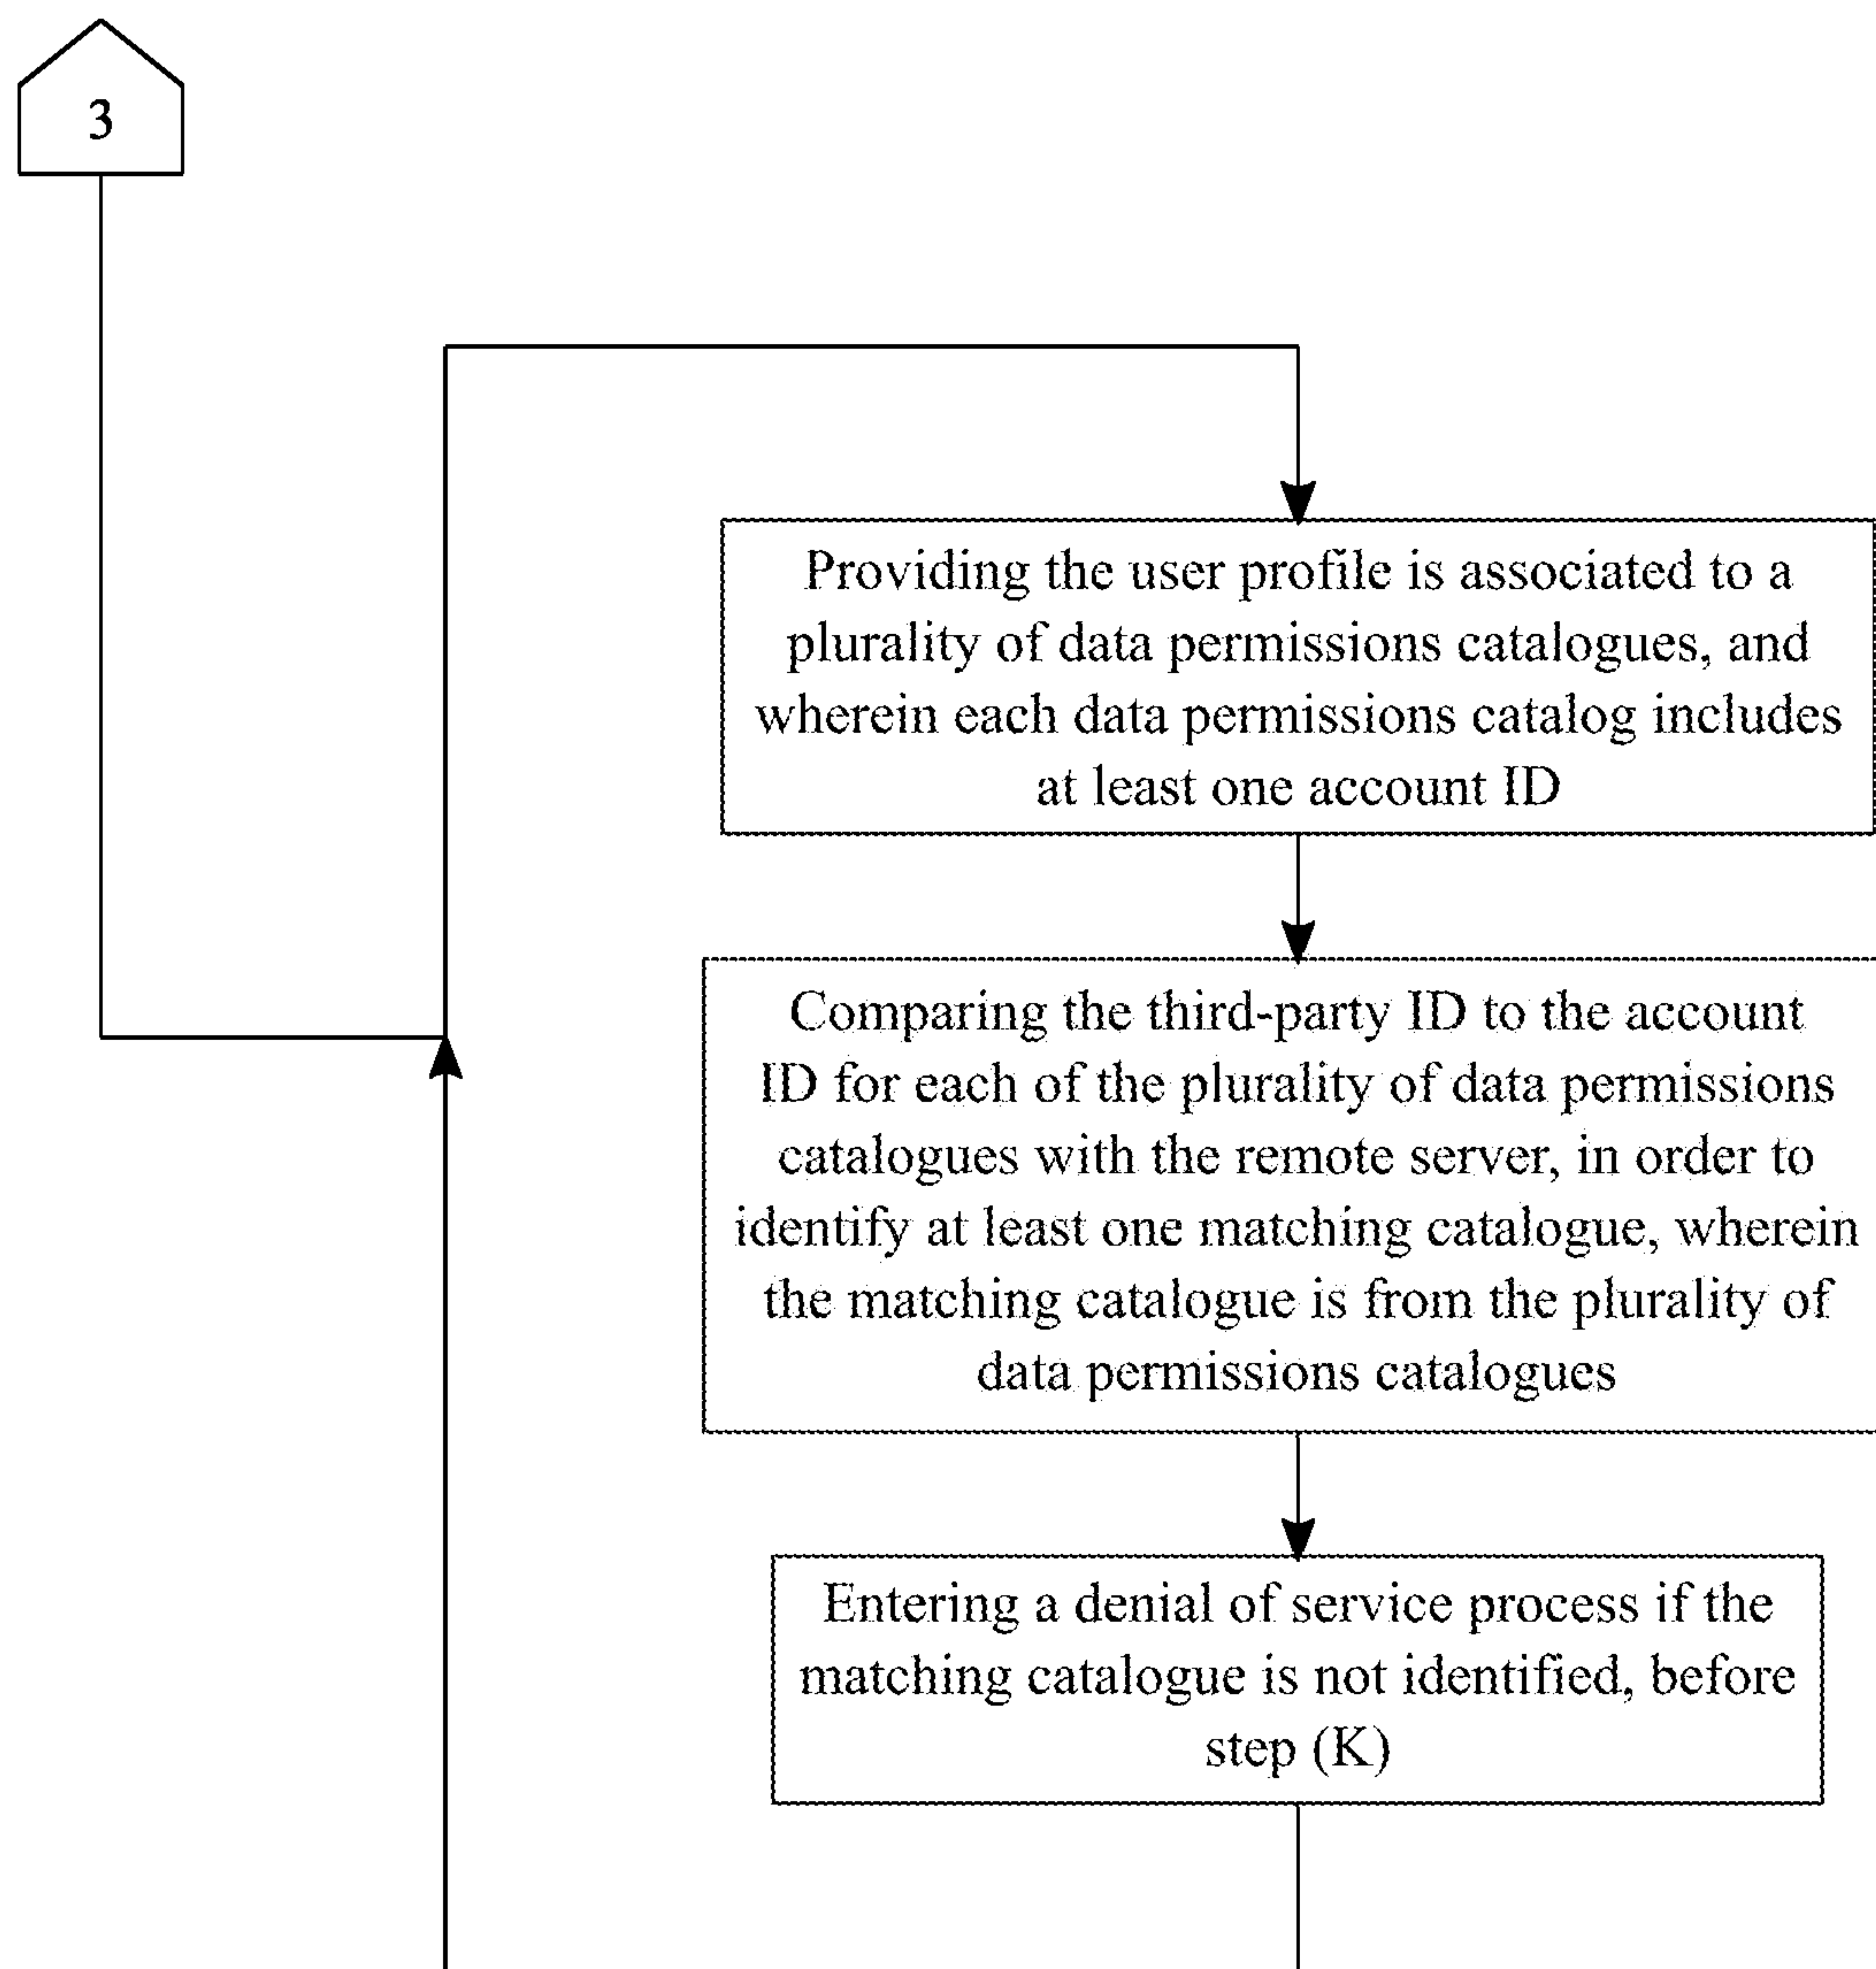 3
Providing the user profile is associated to a
plurality of data permissions catalogues, and
wherein each data permissions catalog includes
at least one account ID
Comparing the third-party ID to the account
ID for each of the plurality of data permissions
catalogues with the remote server, in order to
identify at least one matching catalogue, wherein
the matching catalogue is from the plurality of
data permissions catalogues
Entering a denial of service process if the
matching catalogue is not identified, before
step (K)